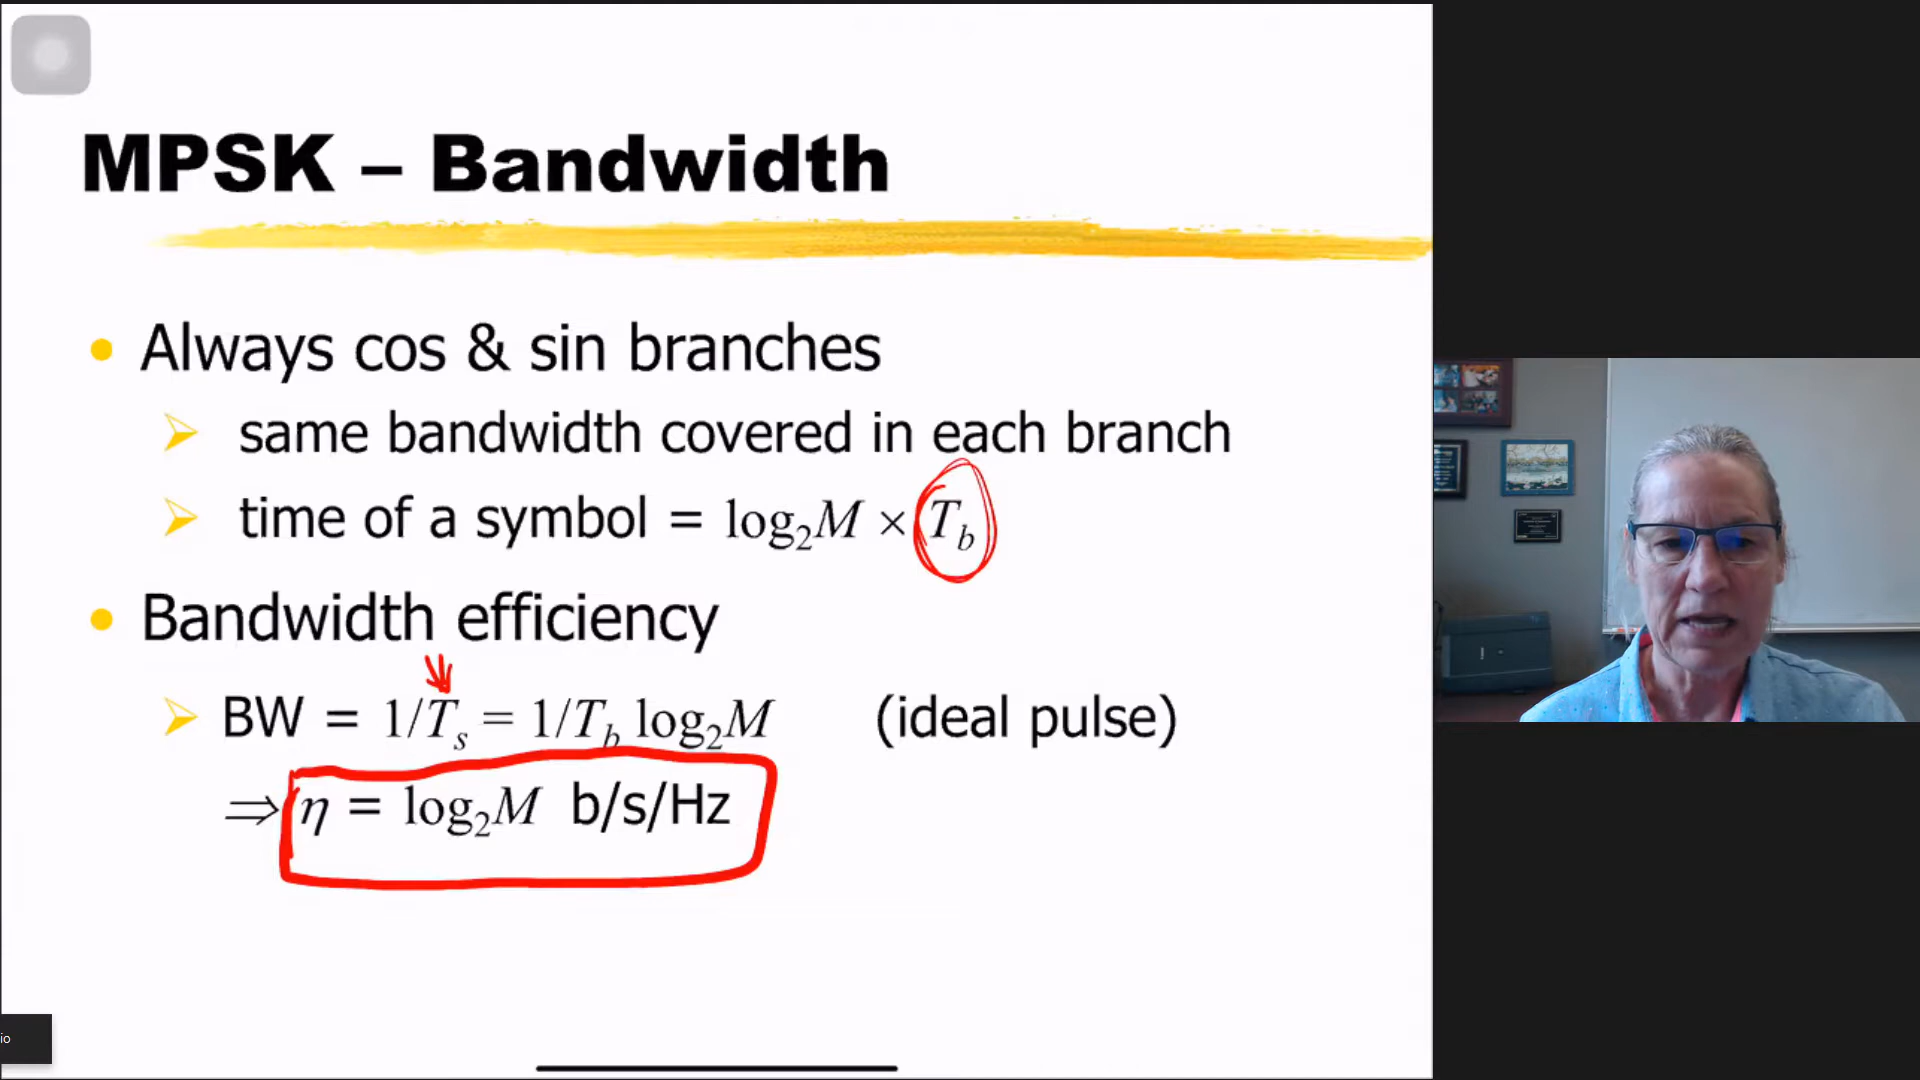 MPSK – Bandwidth
• Always cos & sin branches
➢ same bandwidth covered in each branch
➢ time of a symbol = log₂M × T_b
• Bandwidth efficiency
➢ BW = 1/T_s = 1/T_b log₂M (ideal pulse)
⇒ η = log₂M b/s/Hz
io